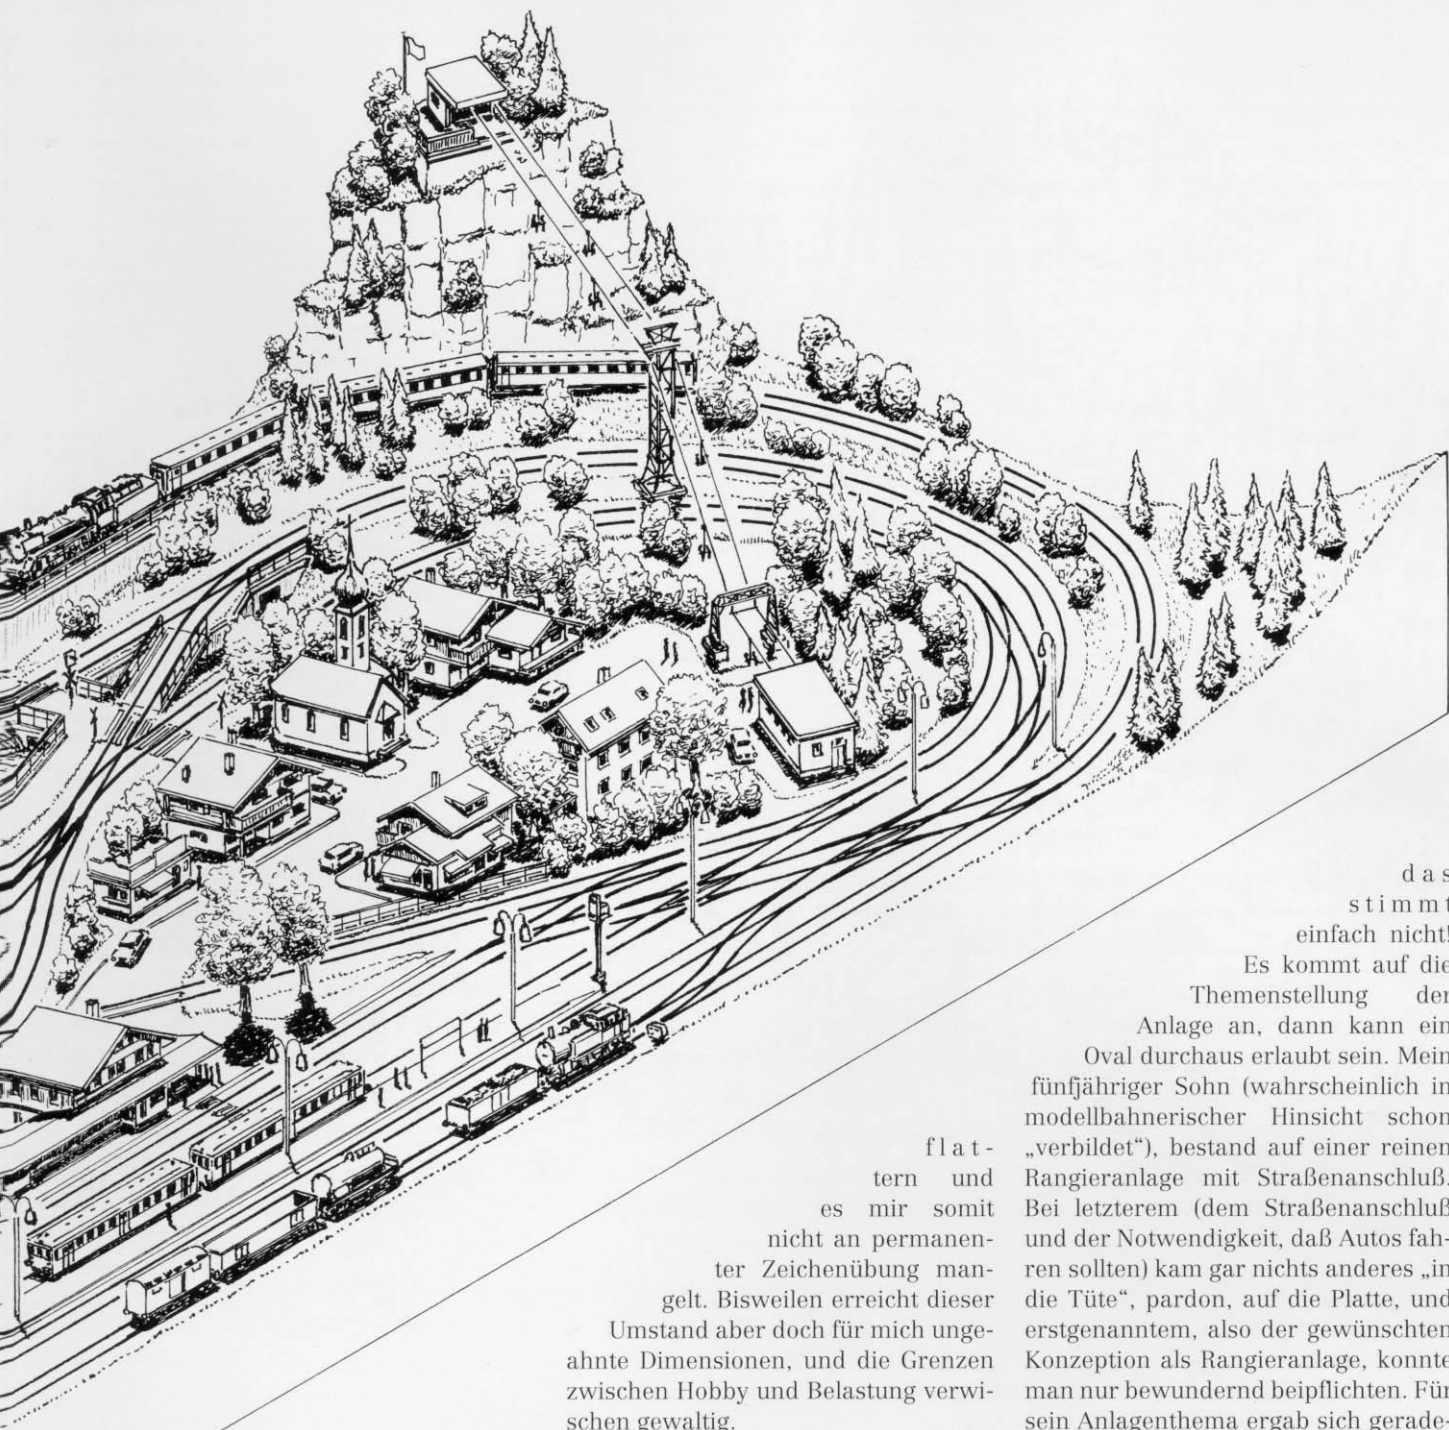 flat-
tern und
es mir somit
nicht an permanen-
ter Zeichenübung man-
gelt. Bisweilen erreicht dieser
Umstand aber doch für mich unge-
ahnte Dimensionen, und die Grenzen
zwischen Hobby und Belastung verwi-
schen gewaltig.
das
stimmt
einfach nicht!
Es kommt auf die
Themenstellung der
Anlage an, dann kann ein
Oval durchaus erlaubt sein. Mein
fünfjähriger Sohn (wahrscheinlich in
modellbahnerischer Hinsicht schon
„verbildet“), bestand auf einer reinen
Rangieranlage mit Straßenanschluß.
Bei letzterem (dem Straßenanschluß
und der Notwendigkeit, daß Autos fah-
ren sollten) kam gar nichts anderes „in
die Tüte“, pardon, auf die Platte, und
erstgenanntem, also der gewünschten
Konzeption als Rangieranlage, konnte
man nur bewundernd beipflichten. Für
sein Anlagenthema ergab sich gerade-